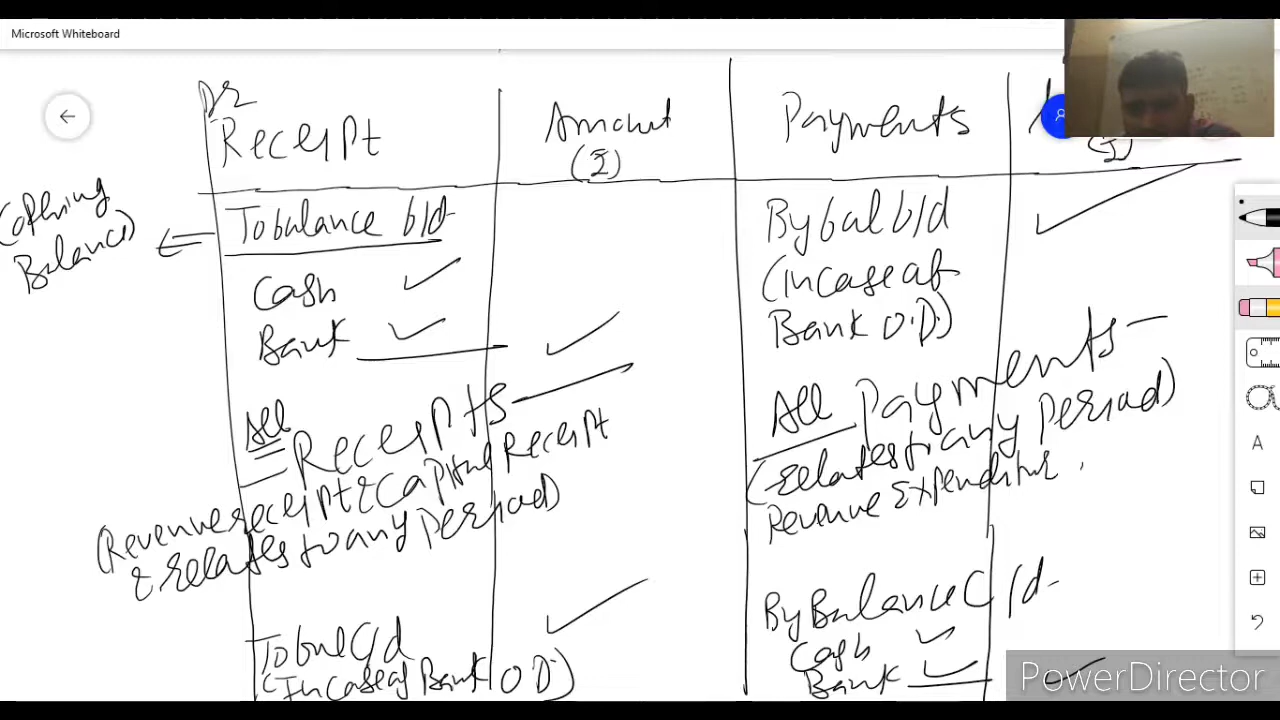 Microsoft Whiteboard
Dr
Receipt
Amount
(₹)
Payments
(₹)
(Opening
Balance)
To balance b/d
Cash
Bank
All Receipts
(Revenue receipt & Capital Receipt
& relates to any period)
To bal C/d
(In case of Bank O.D)
By bal b/d
(in case of
Bank O.D.)
All Payments-
(relates to any period)
Revenue Expenditur
By Balance C/d-
Cash
Bank
A
PowerDirector